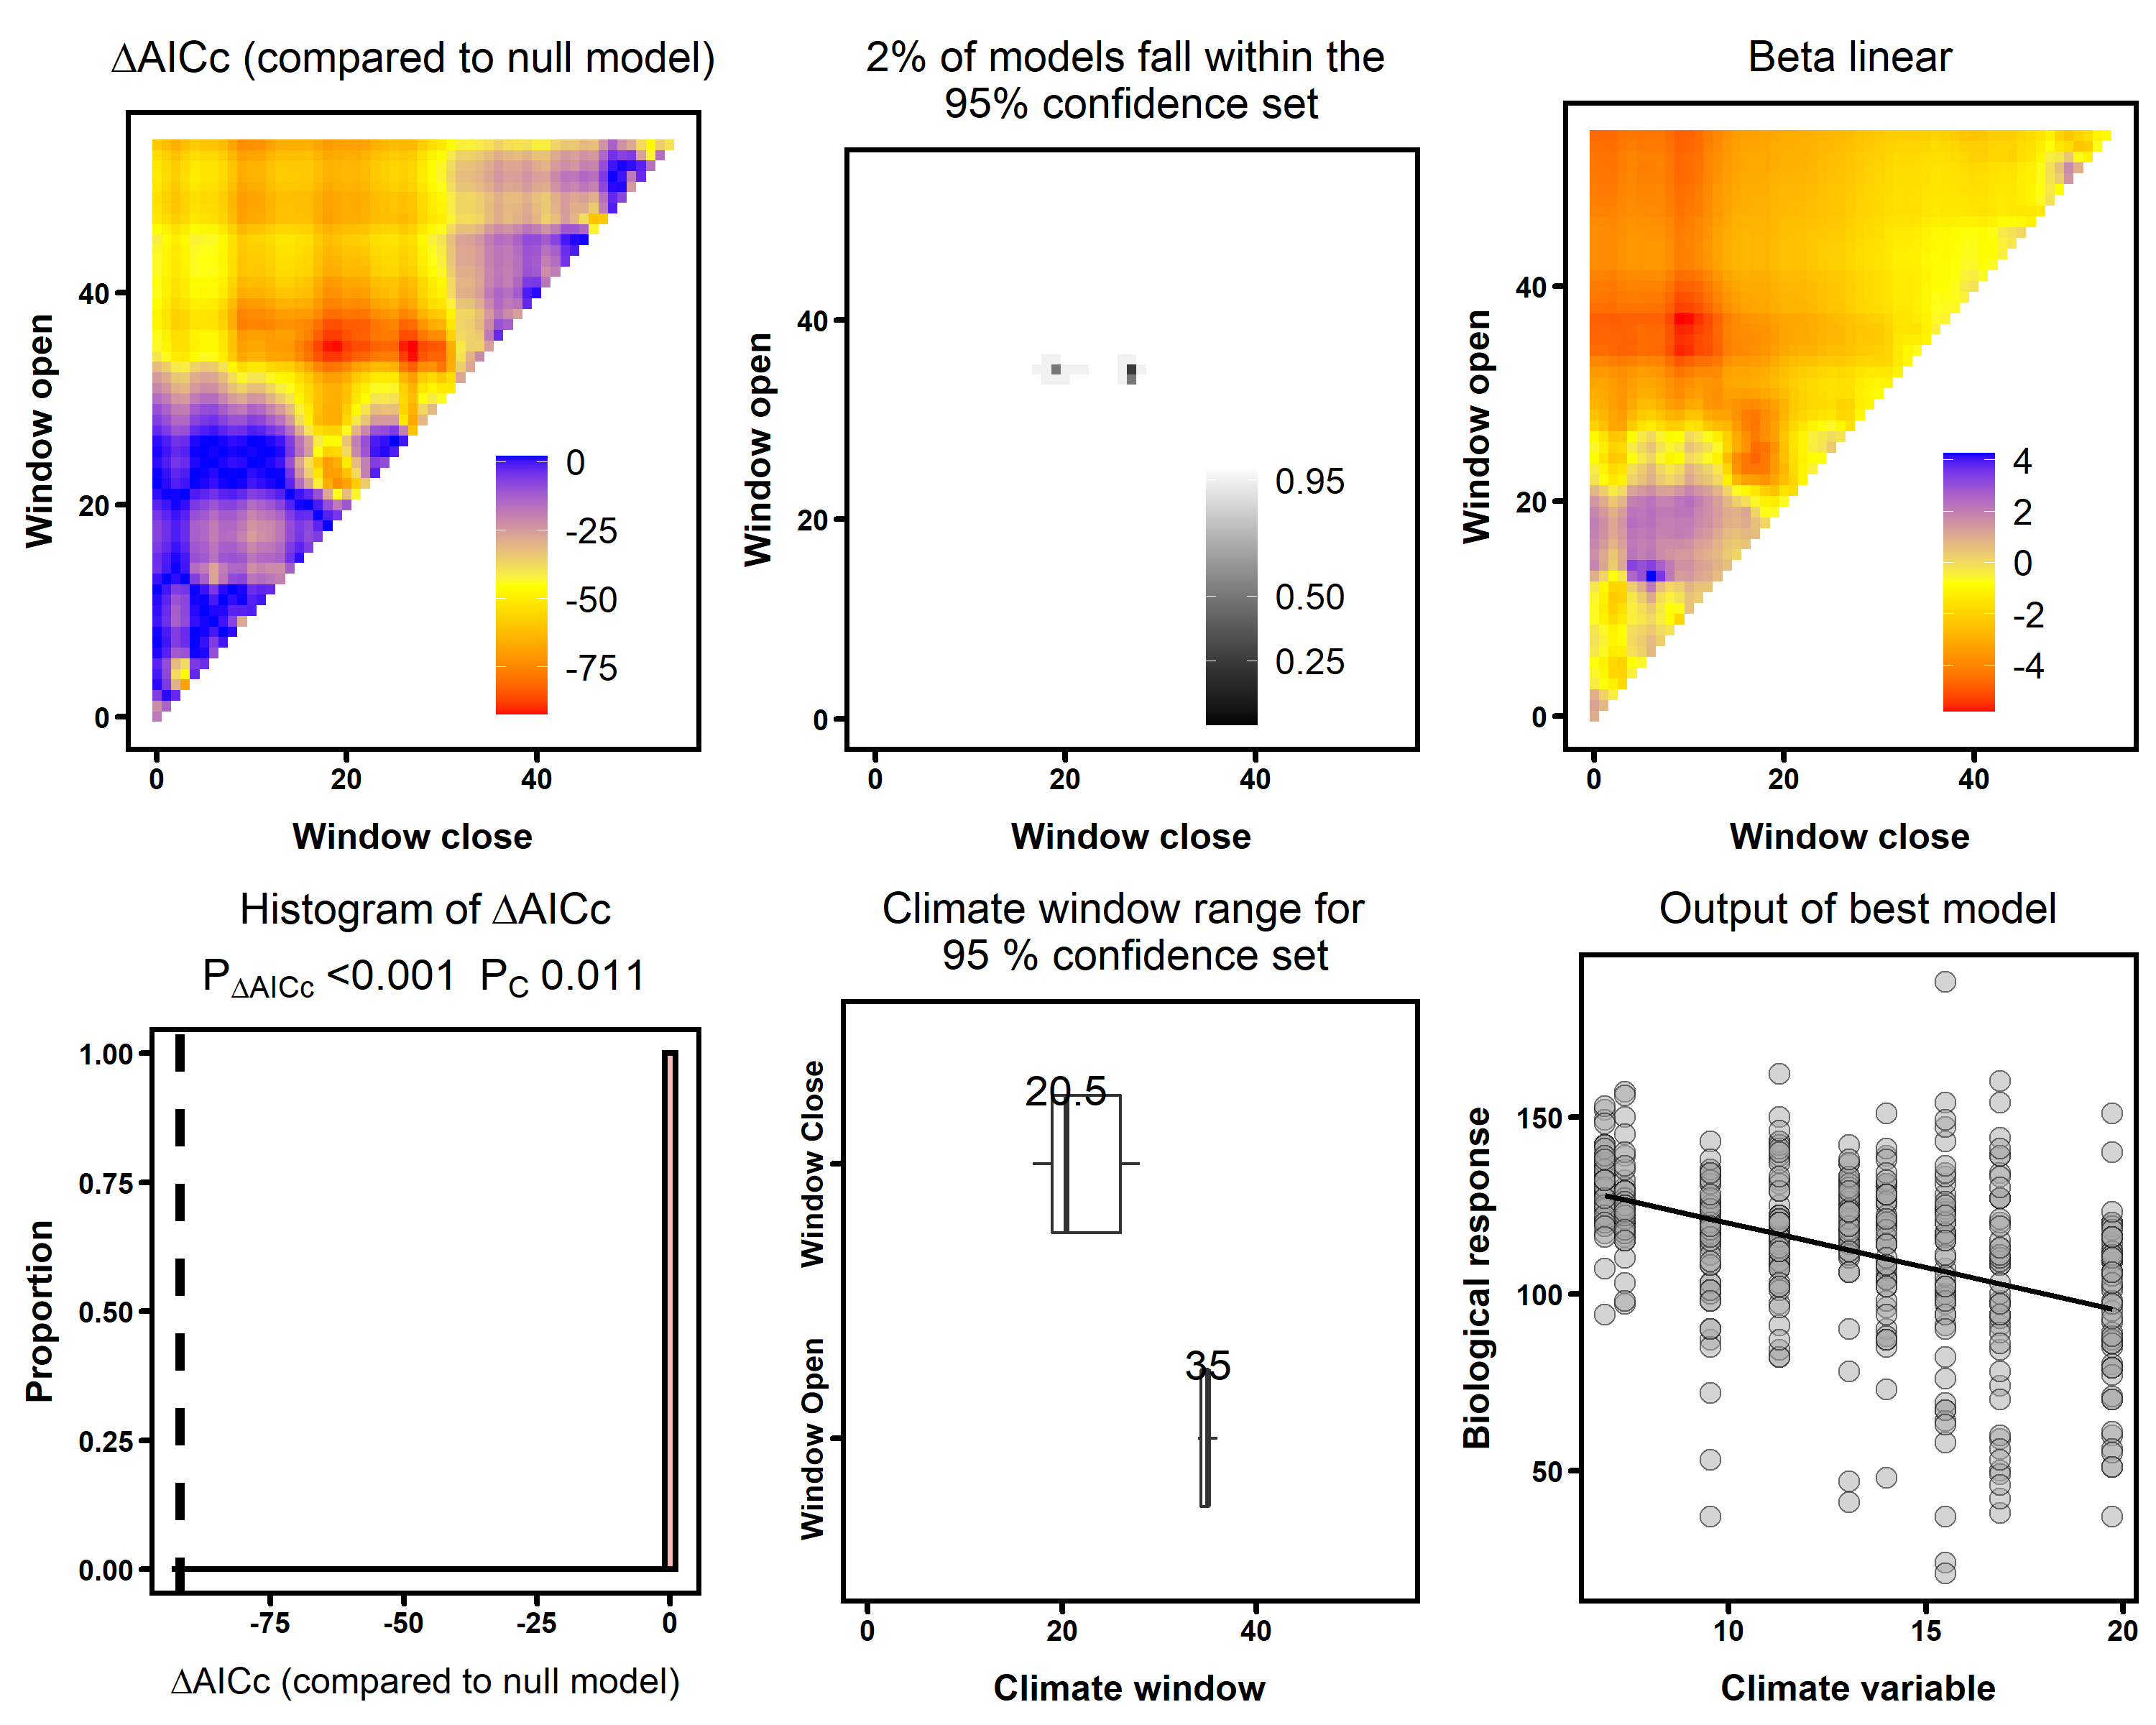 ΔAICc (compared to null model)
Window open
40
20
0
0
-25
-50
-75
0
20
40
Window close
2% of models fall within the
95% confidence set
Window open
40
20
0
0.95
0.50
0.25
0
20
40
Window close
Beta linear
Window open
40
20
0
4
2
0
-2
-4
0
20
40
Window close
Histogram of ΔAICc
PΔAICc <0.001 PC 0.011
Proportion
1.00
0.75
0.50
0.25
0.00
-75
-50
-25
0
ΔAICc (compared to null model)
Climate window range for
95 % confidence set
Window Close
Window Open
20.5
35
0
20
40
Climate window
Output of best model
Biological response
150
100
50
10
15
20
Climate variable